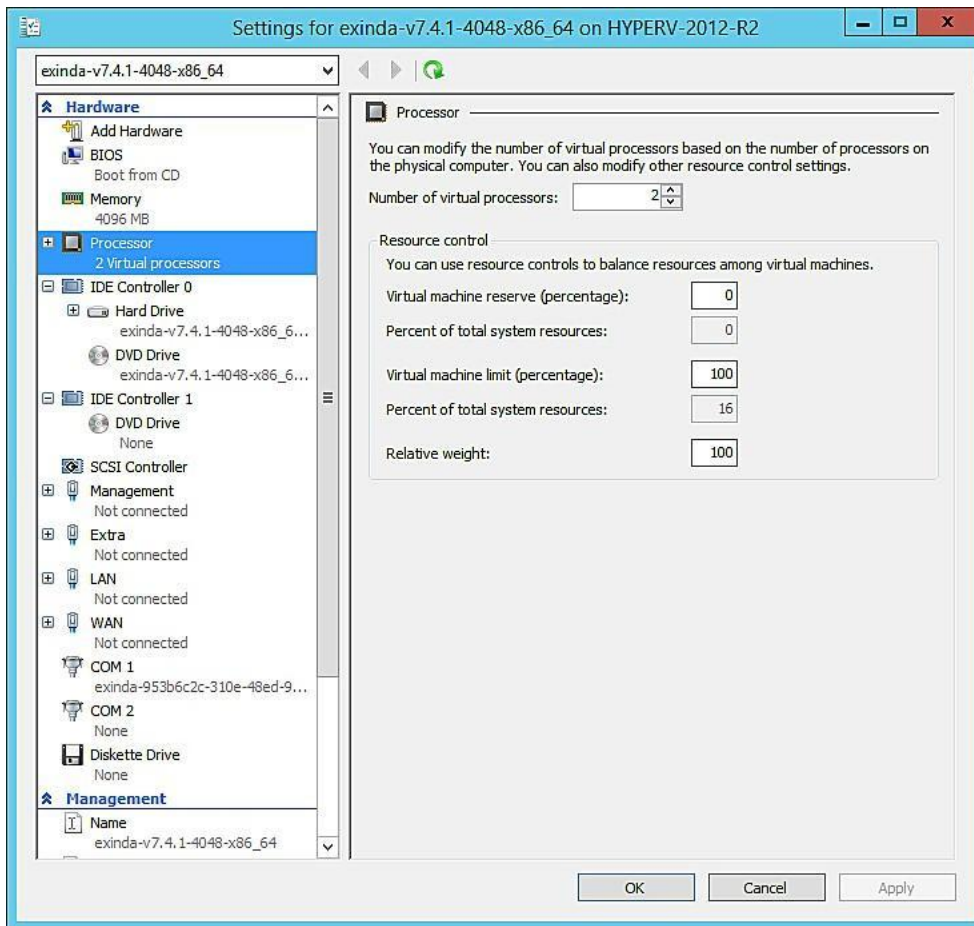 Settings for exinda-v7.4.1-4048-x86_64 on HYPERV-2012-R2
exinda-v7.4.1-4048-x86_64
Hardware
Add Hardware
BIOS
Boot from CD
Memory
4096 MB
Processor
2 Virtual processors
IDE Controller 0
Hard Drive
exinda-v7.4.1-4048-x86_6...
DVD Drive
exinda-v7.4.1-4048-x86_6...
IDE Controller 1
DVD Drive
None
SCSI Controller
Management
Not connected
Extra
Not connected
LAN
Not connected
WAN
Not connected
COM 1
exinda-953b6c2c-310e-48ed-9...
COM 2
None
Diskette Drive
None
Management
Name
exinda-v7.4.1-4048-x86_64
Processor
You can modify the number of virtual processors based on the number of processors on
the physical computer. You can also modify other resource control settings.
Number of virtual processors: 2
Resource control
You can use resource controls to balance resources among virtual machines.
Virtual machine reserve (percentage): 0
Percent of total system resources: 0
Virtual machine limit (percentage): 100
Percent of total system resources: 16
Relative weight: 100
OK Cancel Apply